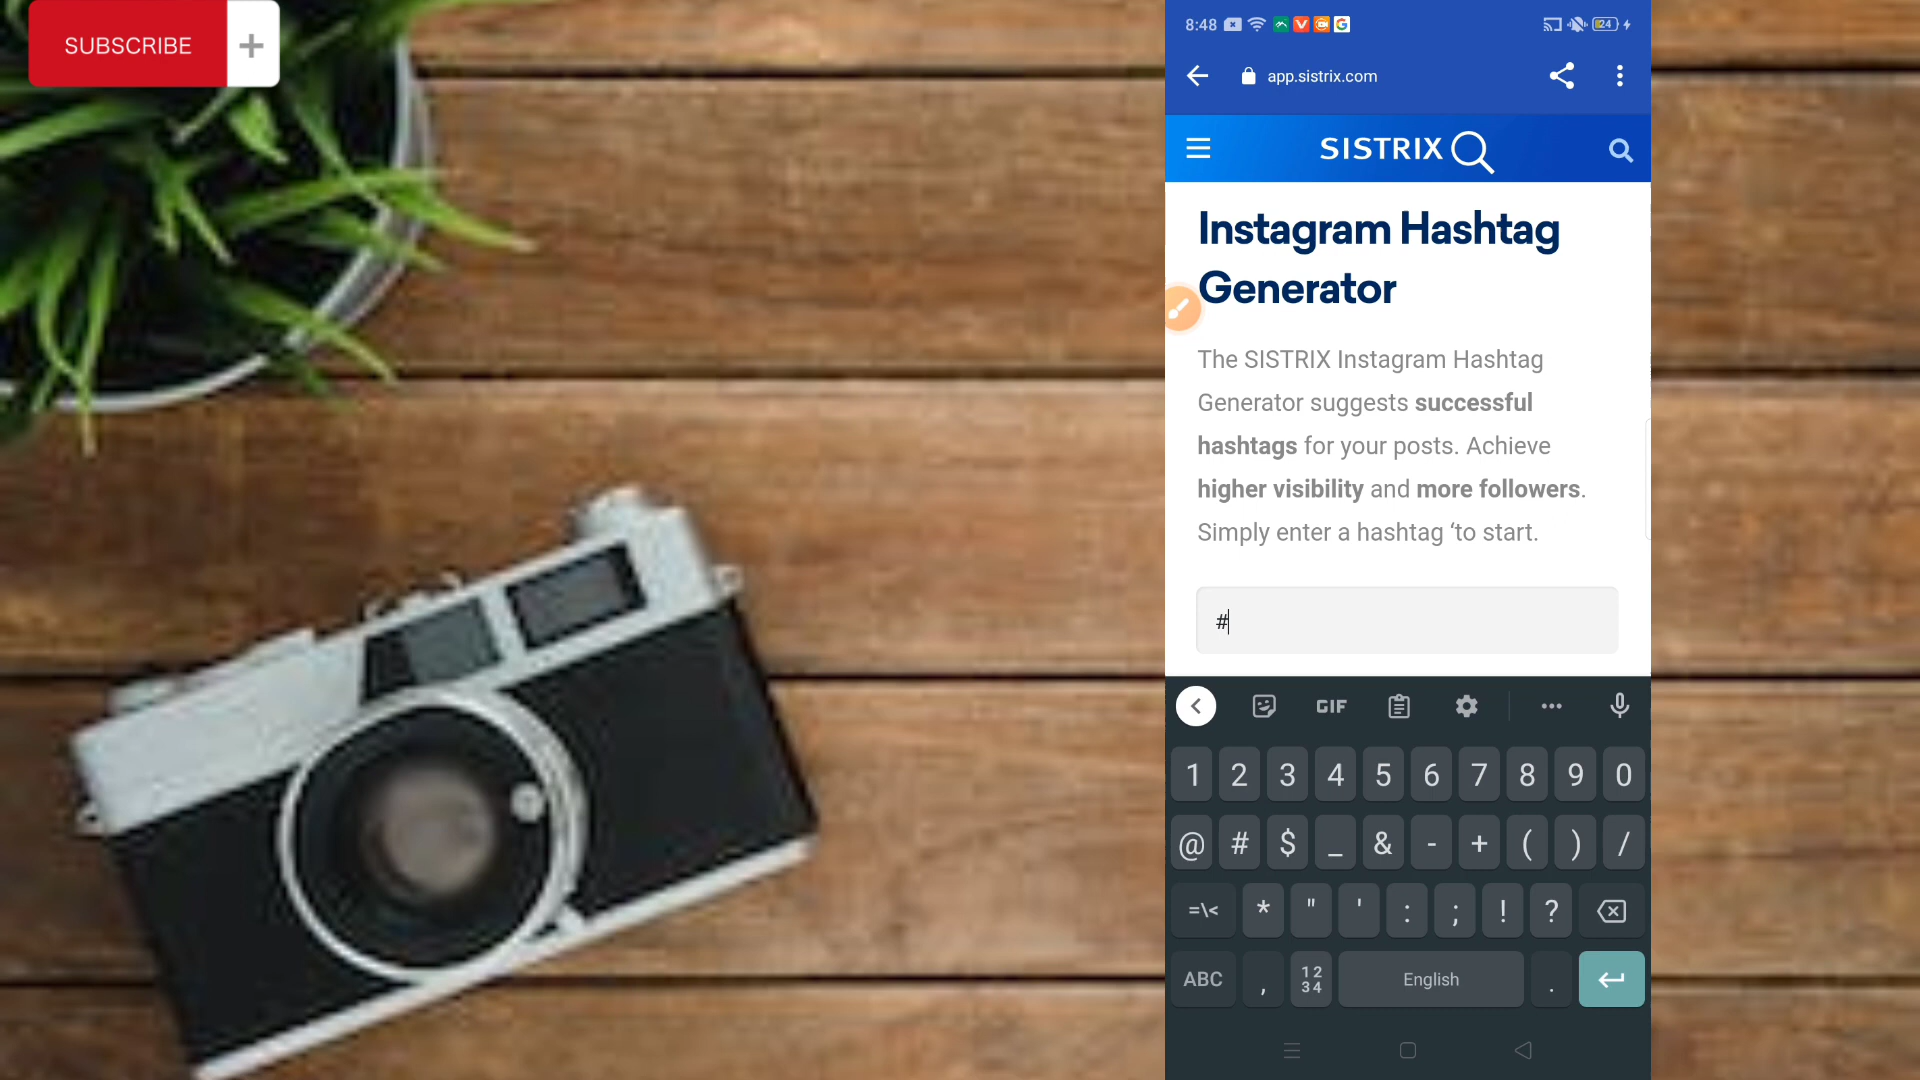 SUBSCRIBE +
8:48
24
app.sistrix.com
SISTRIX
Instagram Hashtag
Generator
The SISTRIX Instagram Hashtag
Generator suggests successful
hashtags for your posts. Achieve
higher visibility and more followers.
Simply enter a hashtag ‘to start.
#
GIF
1 2 3 4 5 6 7 8 9 0
@ # $ _ & - + ( ) /
=\< * " ' : ; ! ?
ABC , 12 34 English .